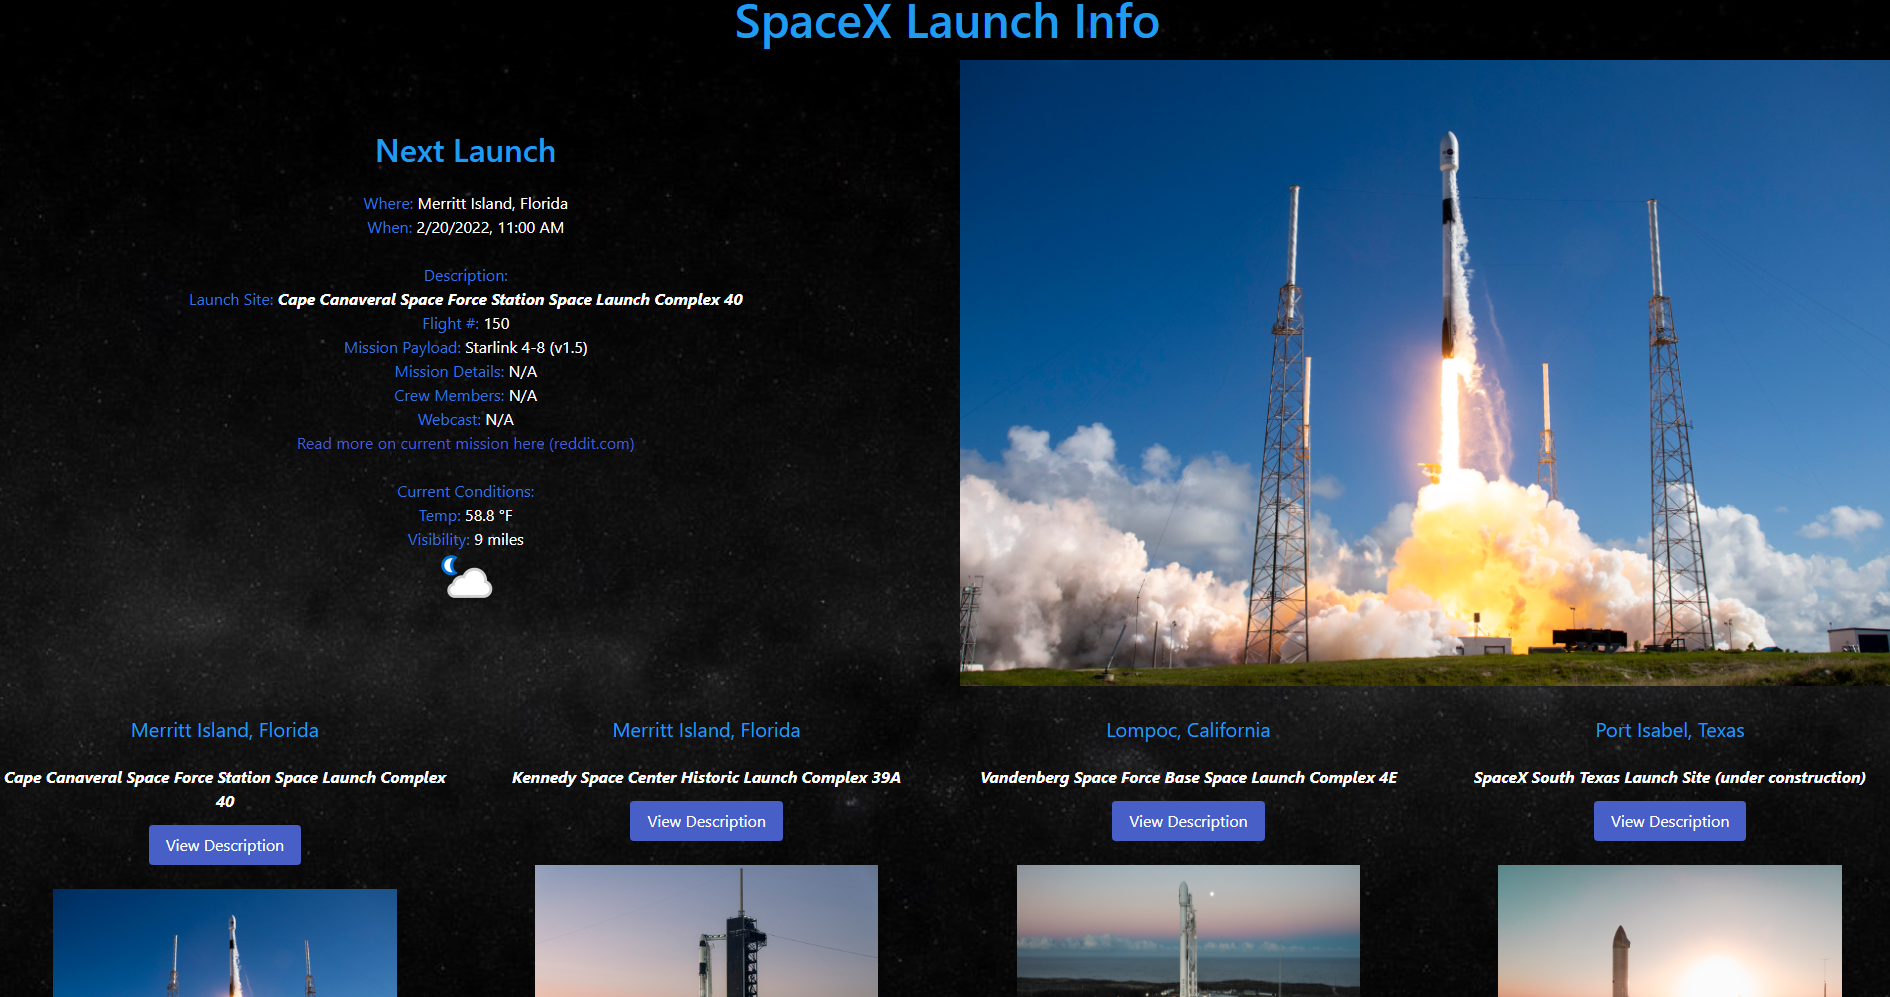 SpaceX Launch Info
Next Launch
Where: Merritt Island, Florida
When: 2/20/2022, 11:00 AM
Description:
Launch Site: Cape Canaveral Space Force Station Space Launch Complex 40
Flight #: 150
Mission Payload: Starlink 4-8 (v1.5)
Mission Details: N/A
Crew Members: N/A
Webcast: N/A
Read more on current mission here (reddit.com)
Current Conditions:
Temp: 58.8 °F
Visibility: 9 miles
Merritt Island, Florida
Cape Canaveral Space Force Station Space Launch Complex
40
View Description
Merritt Island, Florida
Kennedy Space Center Historic Launch Complex 39A
View Description
Lompoc, California
Vandenberg Space Force Base Space Launch Complex 4E
View Description
Port Isabel, Texas
SpaceX South Texas Launch Site (under construction)
View Description